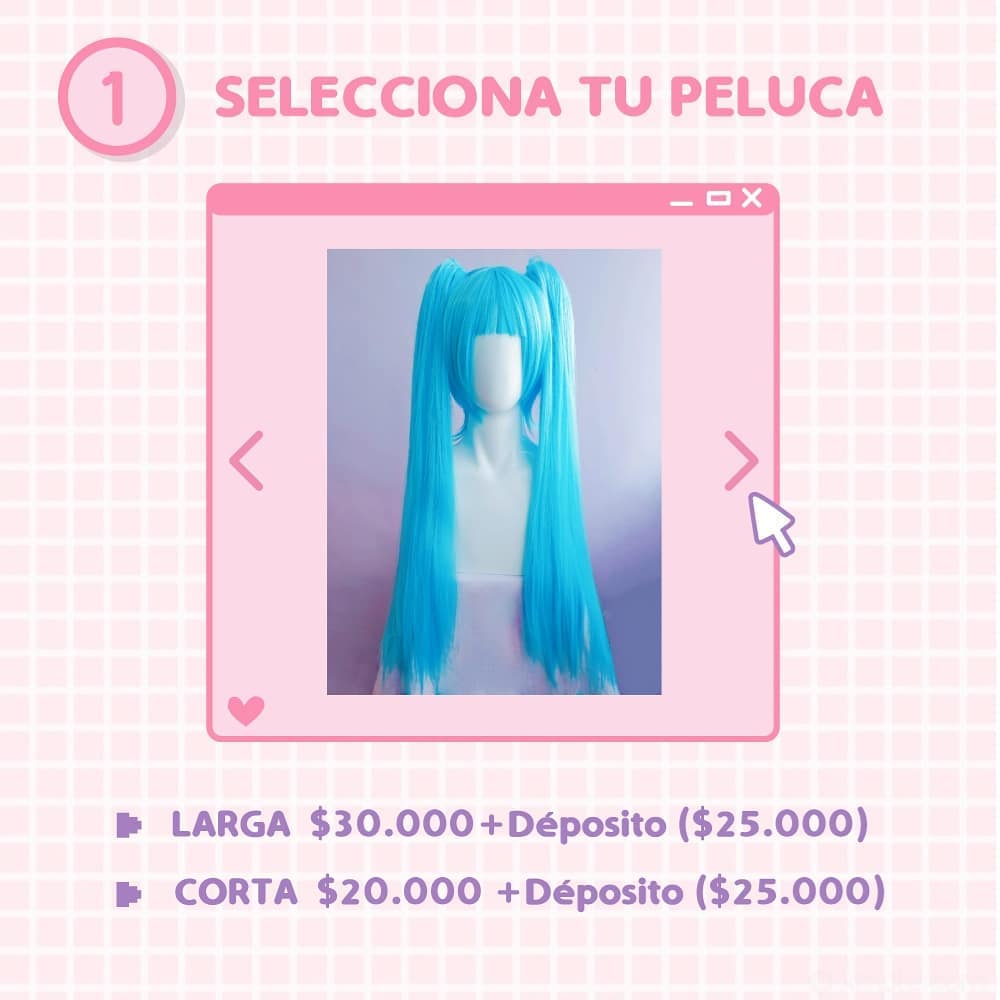 1
SELECCIONA TU PELUCA
LARGA $30.000+Déposito ($25.000)
CORTA $20.000 +Déposito ($25.000)